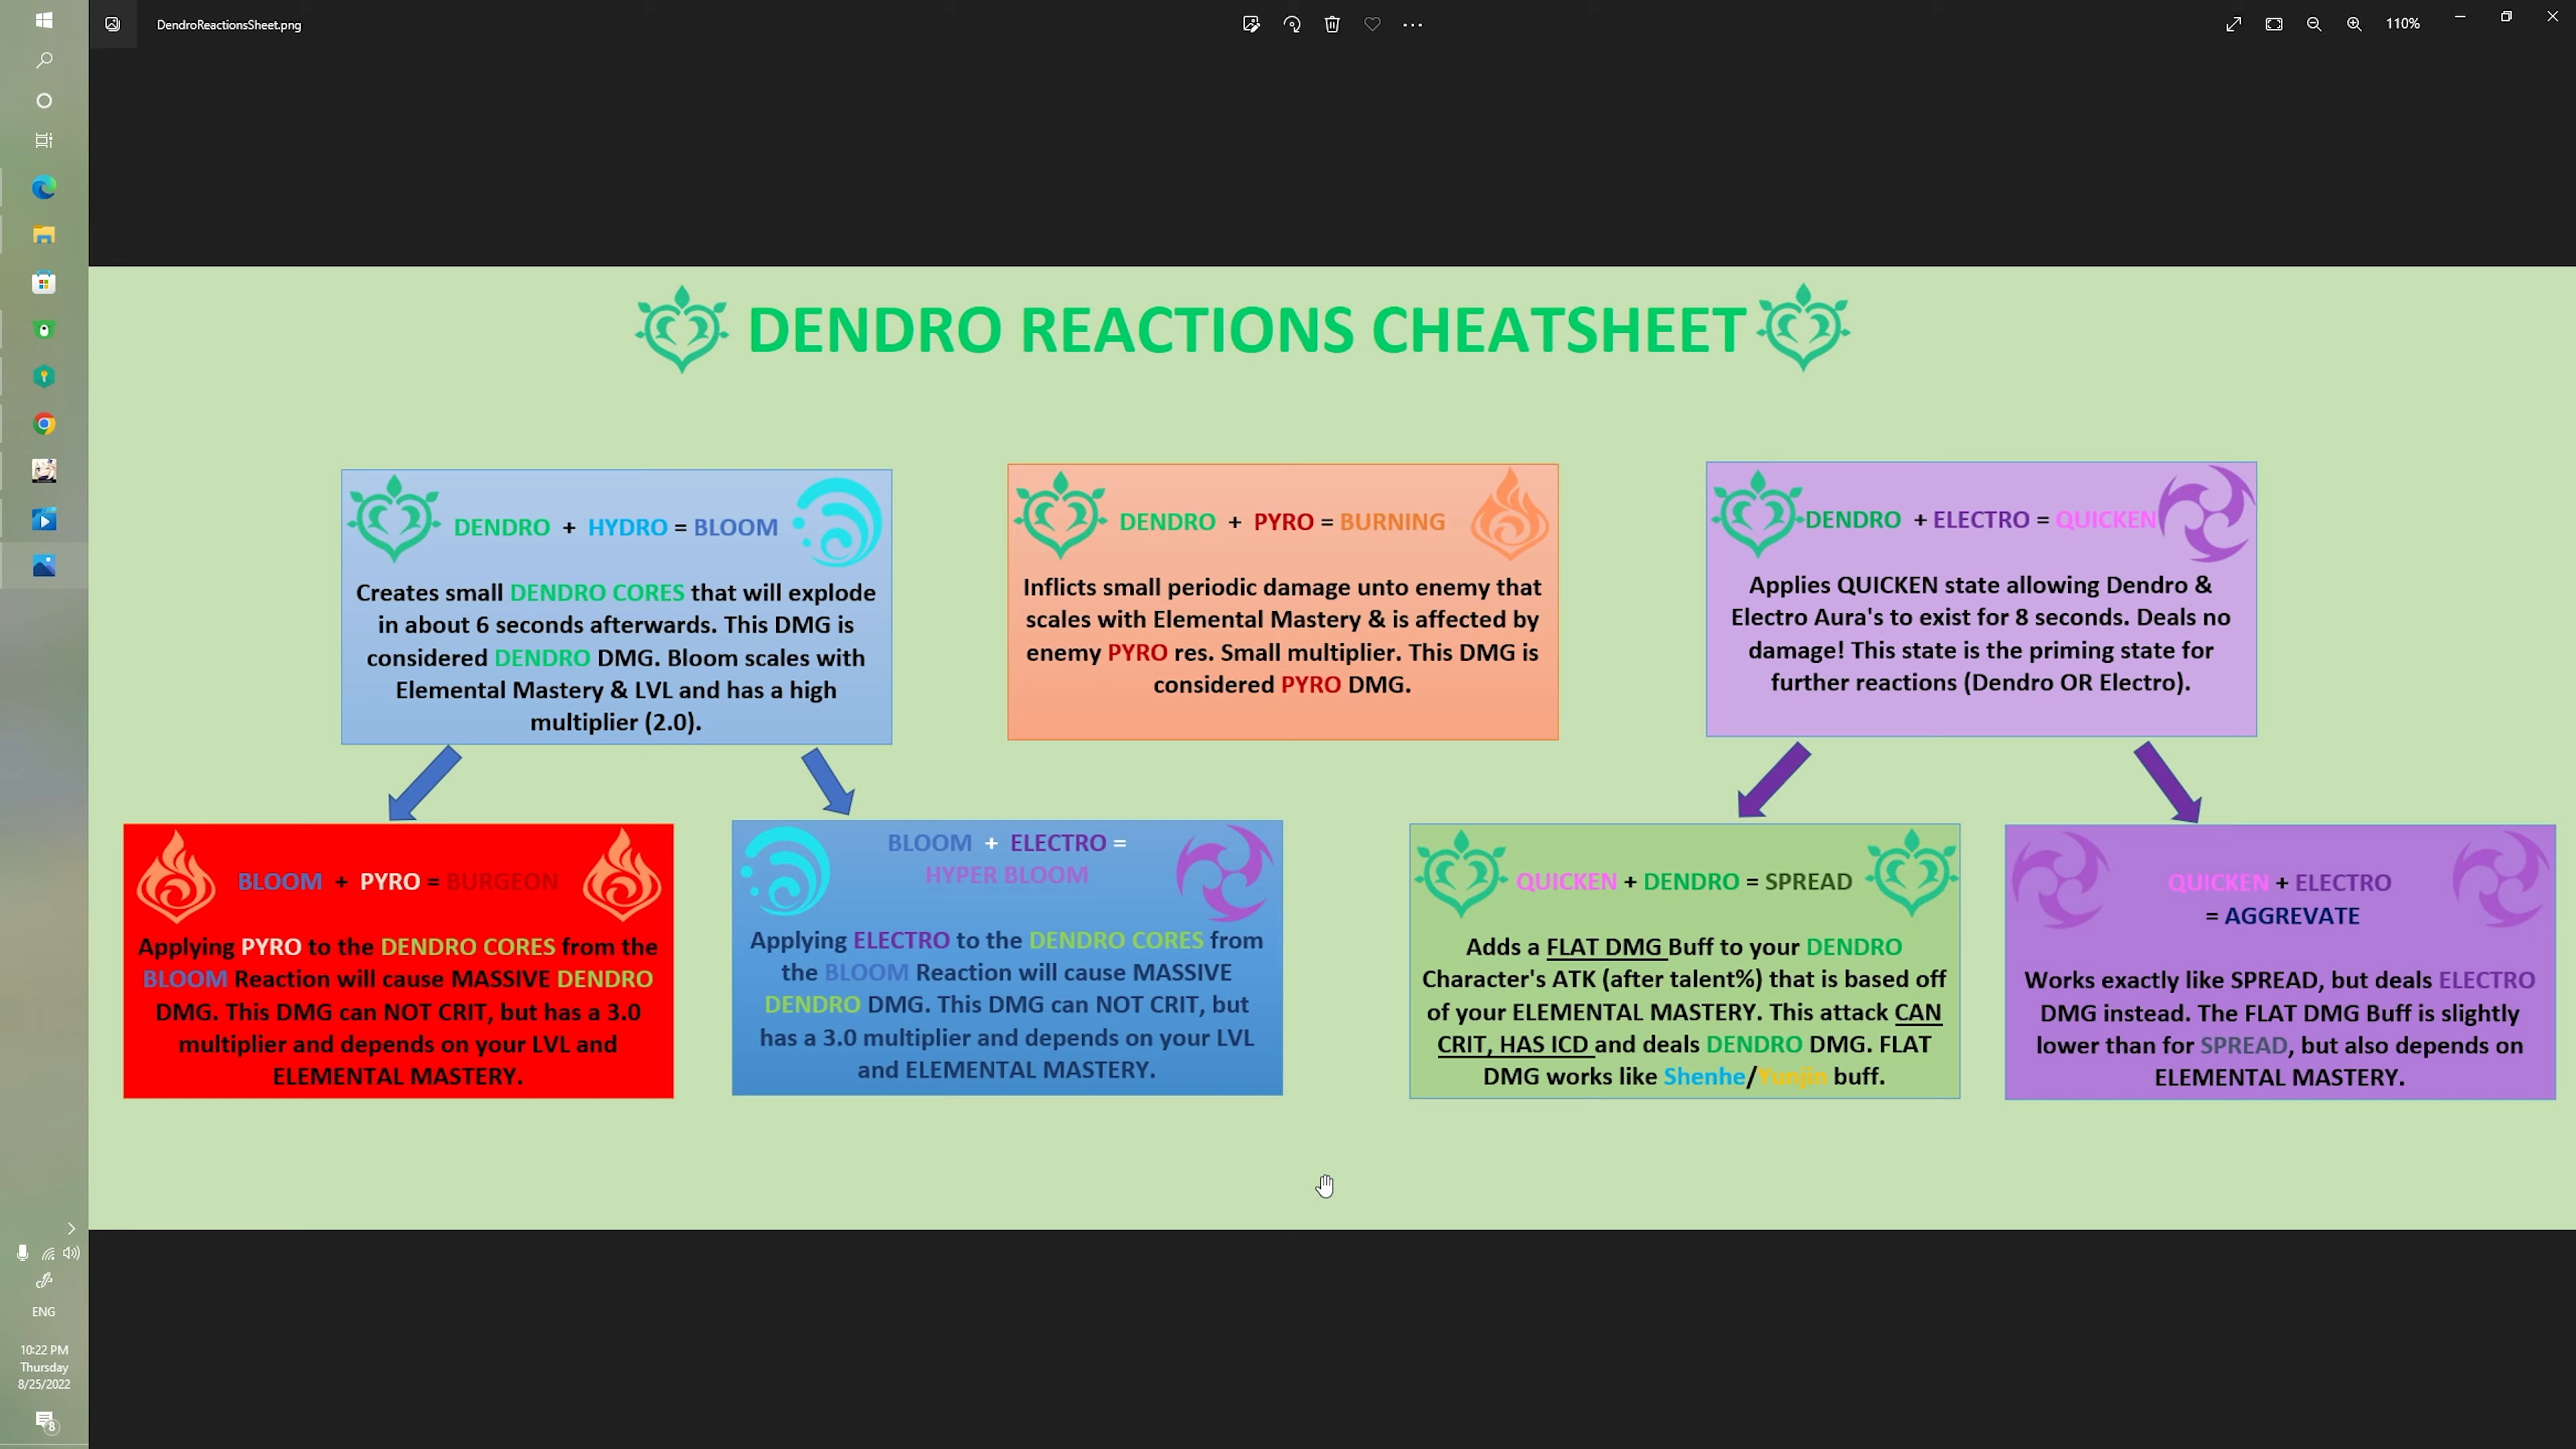 DendroReactionsSheet.png
110%
DENDRO REACTIONS CHEATSHEET
DENDRO + HYDRO = BLOOM
Creates small DENDRO CORES that will explode
in about 6 seconds afterwards. This DMG is
considered DENDRO DMG. Bloom scales with
Elemental Mastery & LVL and has a high
multiplier (2.0).
DENDRO + PYRO = BURNING
Inflicts small periodic damage unto enemy that
scales with Elemental Mastery & is affected by
enemy PYRO res. Small multiplier. This DMG is
considered PYRO DMG.
DENDRO + ELECTRO = QUICKEN
Applies QUICKEN state allowing Dendro &
Electro Aura's to exist for 8 seconds. Deals no
damage! This state is the priming state for
further reactions (Dendro OR Electro).
BLOOM + PYRO = BURGEON
Applying PYRO to the DENDRO CORES from the
BLOOM Reaction will cause MASSIVE DENDRO
DMG. This DMG can NOT CRIT, but has a 3.0
multiplier and depends on your LVL and
ELEMENTAL MASTERY.
BLOOM + ELECTRO =
HYPER BLOOM
Applying ELECTRO to the DENDRO CORES from
the BLOOM Reaction will cause MASSIVE
DENDRO DMG. This DMG can NOT CRIT, but
has a 3.0 multiplier and depends on your LVL
and ELEMENTAL MASTERY.
QUICKEN + DENDRO = SPREAD
Adds a FLAT DMG Buff to your DENDRO
Character's ATK (after talent%) that is based off
of your ELEMENTAL MASTERY. This attack CAN
CRIT, HAS ICD and deals DENDRO DMG. FLAT
DMG works like Shenhe/Yunjin buff.
QUICKEN + ELECTRO
= AGGREVATE
Works exactly like SPREAD, but deals ELECTRO
DMG instead. The FLAT DMG Buff is slightly
lower than for SPREAD, but also depends on
ELEMENTAL MASTERY.
ENG
10:22 PM
Thursday
8/25/2022
8